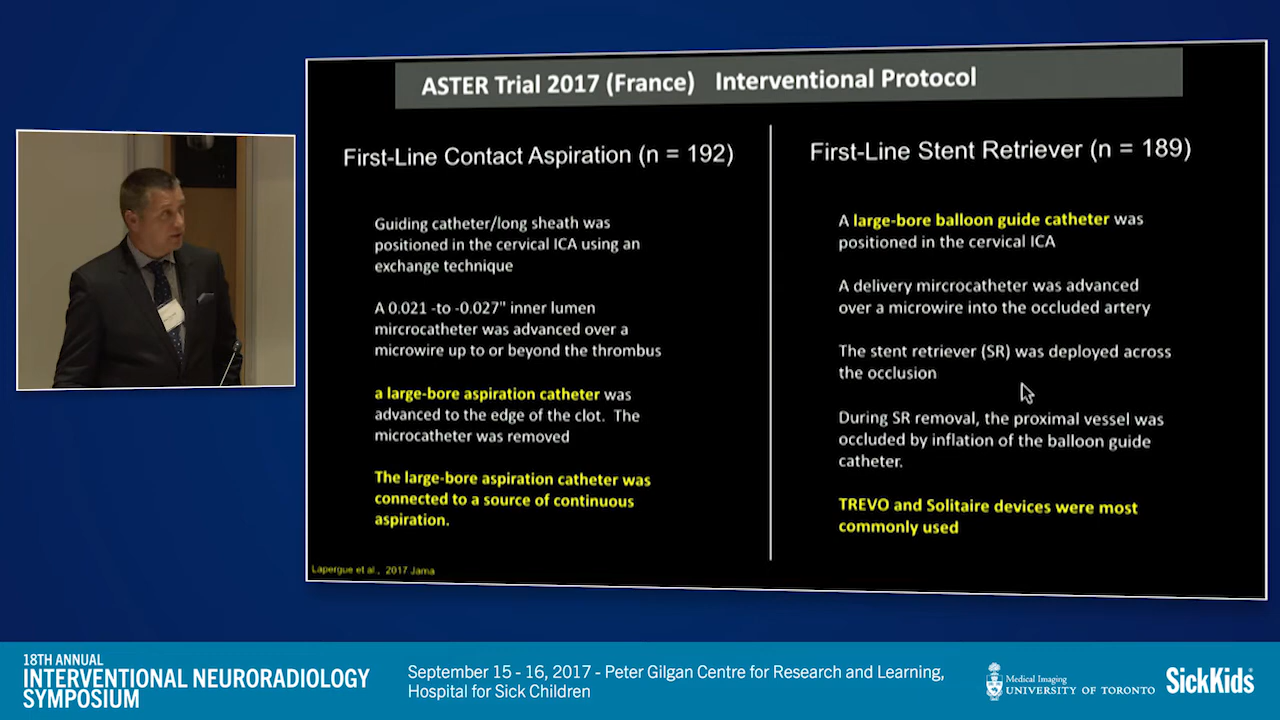 ASTER Trial 2017 (France) Interventional Protocol
First-Line Contact Aspiration (n = 192)
Guiding catheter/long sheath was
positioned in the cervical ICA using an
exchange technique
A 0.021 -to -0.027" inner lumen
mircrocatheter was advanced over a
microwire up to or beyond the thrombus
a large-bore aspiration catheter was
advanced to the edge of the clot. The
microcatheter was removed
The large-bore aspiration catheter was
connected to a source of continuous
aspiration.
Lapergue et al., 2017 Jama
First-Line Stent Retriever (n = 189)
A large-bore balloon guide catheter was
positioned in the cervical ICA
A delivery mircrocatheter was advanced
over a microwire into the occluded artery
The stent retriever (SR) was deployed across
the occlusion
During SR removal, the proximal vessel was
occluded by inflation of the balloon guide
catheter.
TREVO and Solitaire devices were most
commonly used
18TH ANNUAL
INTERVENTIONAL NEURORADIOLOGY
SYMPOSIUM
September 15 - 16, 2017 - Peter Gilgan Centre for Research and Learning,
Hospital for Sick Children
Medical Imaging
UNIVERSITY OF TORONTO
SickKids